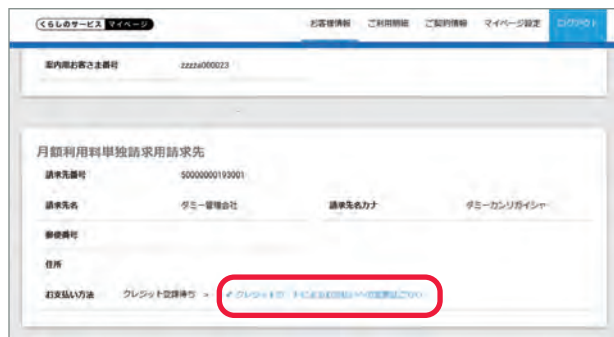 くらしのサービス マイページ
お客様情報 ご利用明細 ご契約情報 マイページ設定 ログアウト
案内用お客さま番号 zzzza000023
月額利用料単独請求用請求先
請求先番号 50000000193001
請求先名 ダミー管理会社 請求先名カナ ダミーカンリガイシャ
郵便番号
住所
お支払い方法 クレジット登録待ち